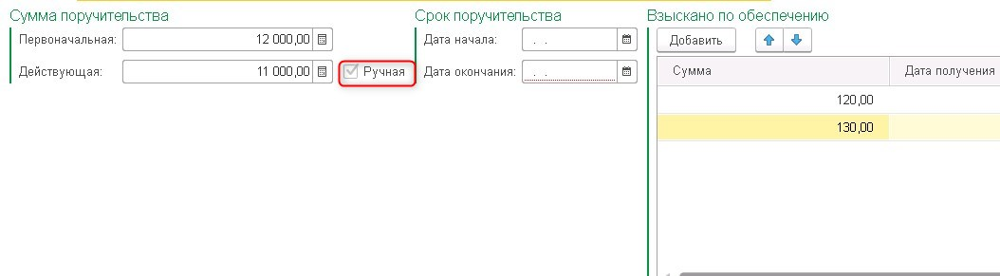 Сумма поручительства
Первоначальная: 12 000,00
Действующая: 11 000,00 Ручная
Срок поручительства
Дата начала: . .
Дата окончания: . .
Взыскано по обеспечению
Добавить
Сумма Дата получения
120,00
130,00